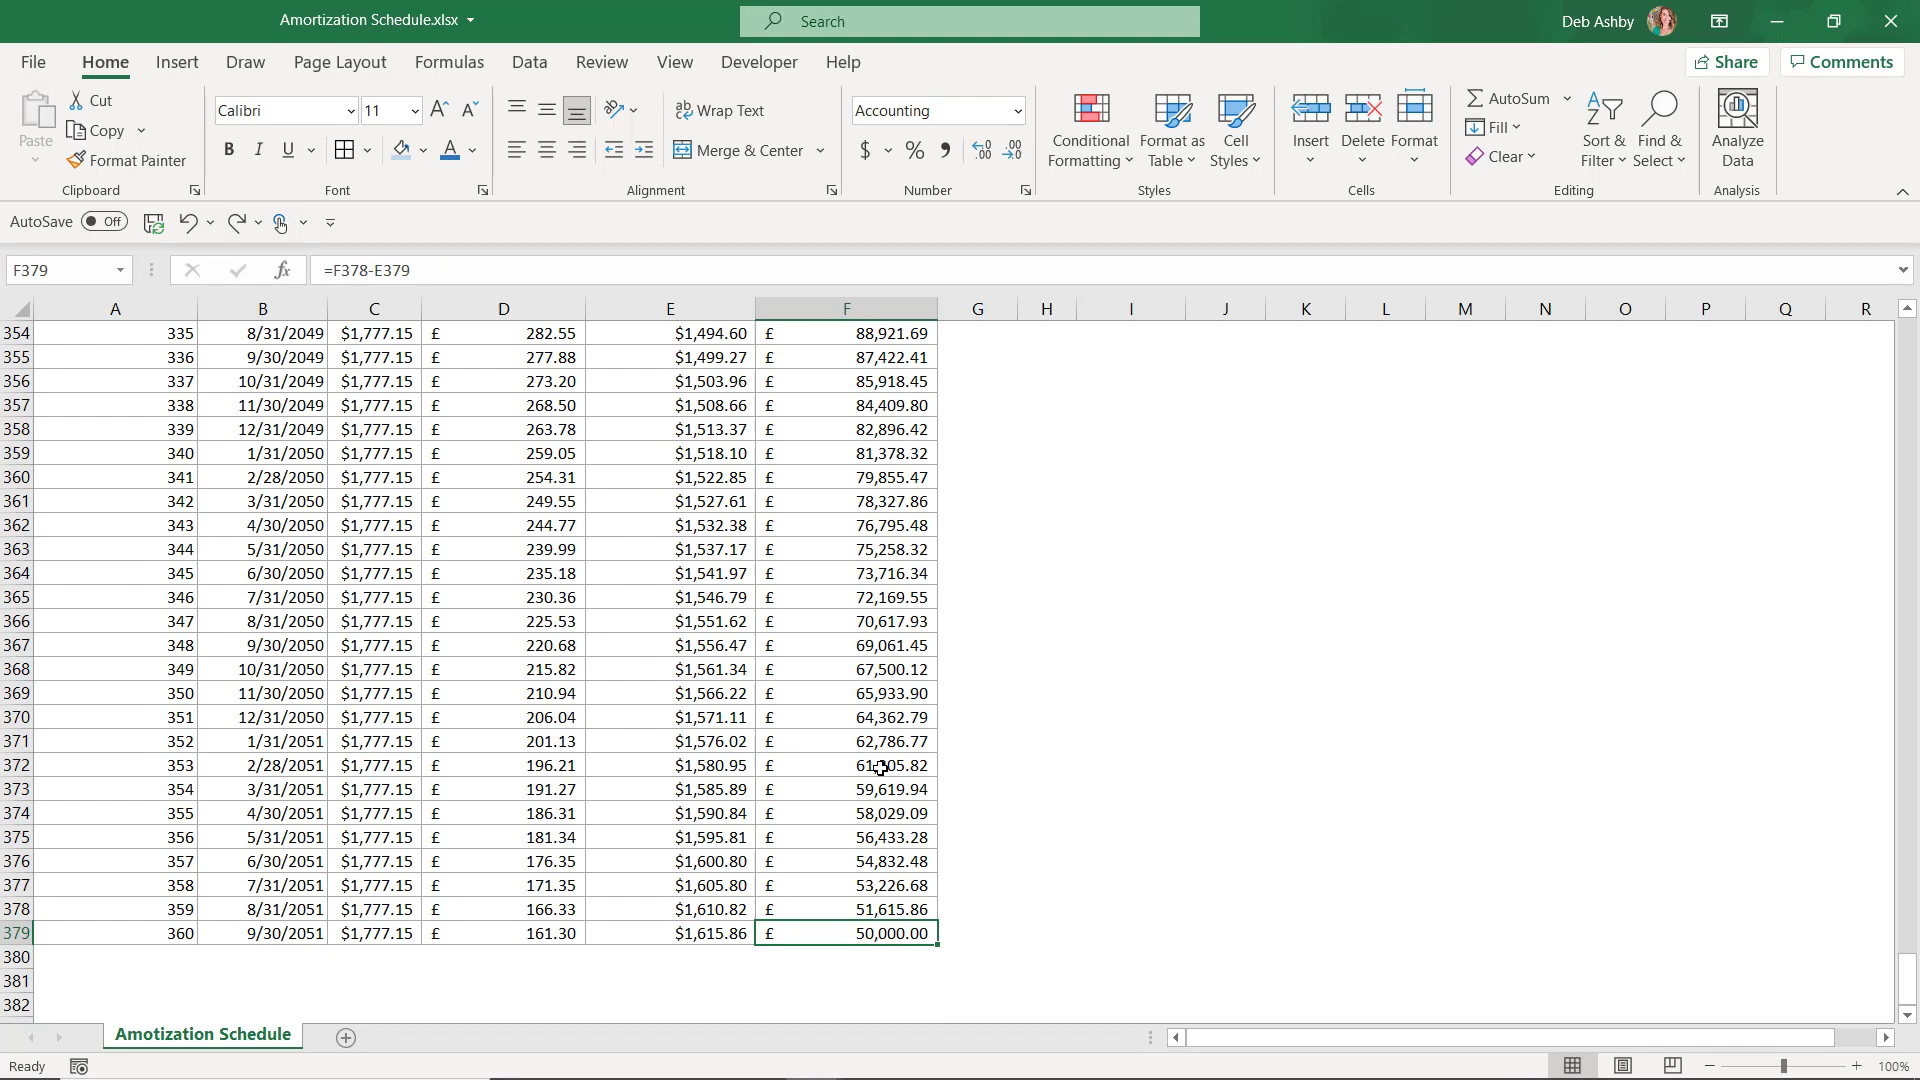 Amortization Schedule.xlsx
Search
Deb Ashby
File Home Insert Draw Page Layout Formulas Data Review View Developer Help
Share Comments
Paste
Cut
Copy
Format Painter
Clipboard
Calibri 11
B I U
Font
Wrap Text
Merge & Center
Alignment
Accounting
$ % ,
Number
Conditional Formatting
Format as Table
Cell Styles
Styles
Insert Delete Format
Cells
AutoSum
Fill
Clear
Sort & Filter
Find & Select
Editing
Analyze Data
Analysis
AutoSave Off
F379 fx =F378-E379
A B C D E F G H I J K L M N O P Q R
354 335 8/31/2049 $1,777.15 £ 282.55 $1,494.60 £ 88,921.69
355 336 9/30/2049 $1,777.15 £ 277.88 $1,499.27 £ 87,422.41
356 337 10/31/2049 $1,777.15 £ 273.20 $1,503.96 £ 85,918.45
357 338 11/30/2049 $1,777.15 £ 268.50 $1,508.66 £ 84,409.80
358 339 12/31/2049 $1,777.15 £ 263.78 $1,513.37 £ 82,896.42
359 340 1/31/2050 $1,777.15 £ 259.05 $1,518.10 £ 81,378.32
360 341 2/28/2050 $1,777.15 £ 254.31 $1,522.85 £ 79,855.47
361 342 3/31/2050 $1,777.15 £ 249.55 $1,527.61 £ 78,327.86
362 343 4/30/2050 $1,777.15 £ 244.77 $1,532.38 £ 76,795.48
363 344 5/31/2050 $1,777.15 £ 239.99 $1,537.17 £ 75,258.32
364 345 6/30/2050 $1,777.15 £ 235.18 $1,541.97 £ 73,716.34
365 346 7/31/2050 $1,777.15 £ 230.36 $1,546.79 £ 72,169.55
366 347 8/31/2050 $1,777.15 £ 225.53 $1,551.62 £ 70,617.93
367 348 9/30/2050 $1,777.15 £ 220.68 $1,556.47 £ 69,061.45
368 349 10/31/2050 $1,777.15 £ 215.82 $1,561.34 £ 67,500.12
369 350 11/30/2050 $1,777.15 £ 210.94 $1,566.22 £ 65,933.90
370 351 12/31/2050 $1,777.15 £ 206.04 $1,571.11 £ 64,362.79
371 352 1/31/2051 $1,777.15 £ 201.13 $1,576.02 £ 62,786.77
372 353 2/28/2051 $1,777.15 £ 196.21 $1,580.95 £
373 354 3/31/2051 $1,777.15 £ 191.27 $1,585.89 £ 59,619.94
374 355 4/30/2051 $1,777.15 £ 186.31 $1,590.84 £ 58,029.09
375 356 5/31/2051 $1,777.15 £ 181.34 $1,595.81 £ 56,433.28
376 357 6/30/2051 $1,777.15 £ 176.35 $1,600.80 £ 54,832.48
377 358 7/31/2051 $1,777.15 £ 171.35 $1,605.80 £ 53,226.68
378 359 8/31/2051 $1,777.15 £ 166.33 $1,610.82 £ 51,615.86
379 360 9/30/2051 $1,777.15 £ 161.30 $1,615.86 £ 50,000.00
380
381
382
Amotization Schedule
Ready
100%